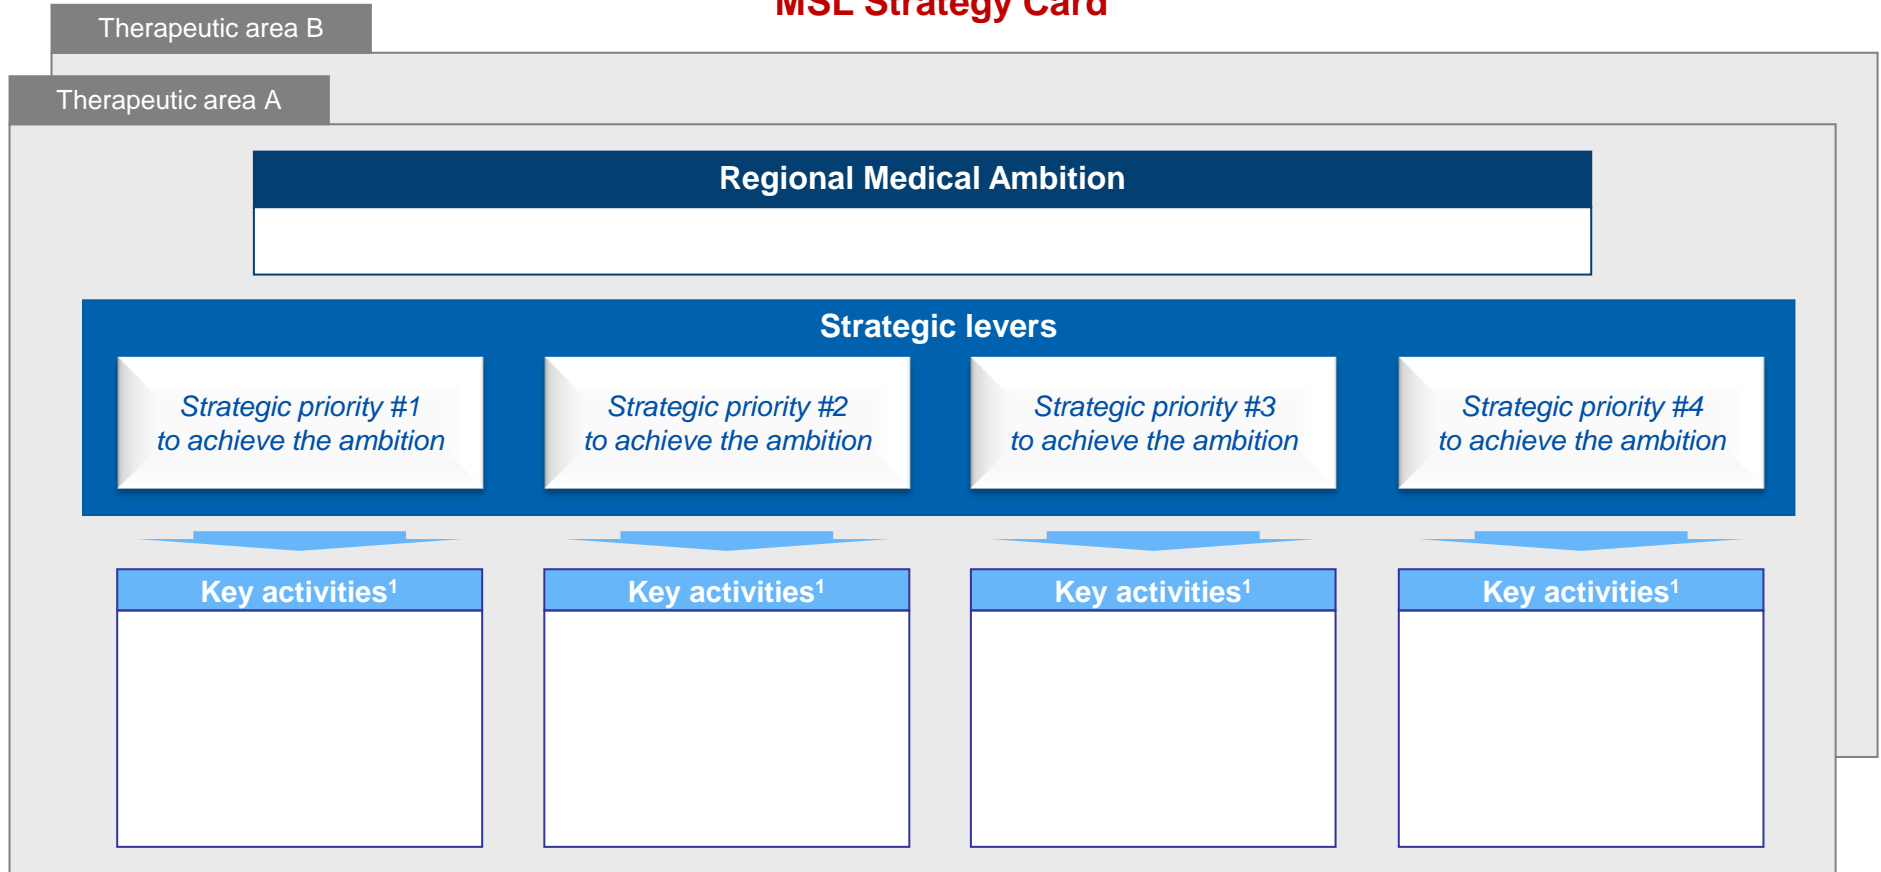 MSL Strategy Card
Therapeutic area B
Therapeutic area A
Regional Medical Ambition
Strategic levers
Strategic priority #1
to achieve the ambition
Strategic priority #2
to achieve the ambition
Strategic priority #3
to achieve the ambition
Strategic priority #4
to achieve the ambition
Key activities¹
Key activities¹
Key activities¹
Key activities¹